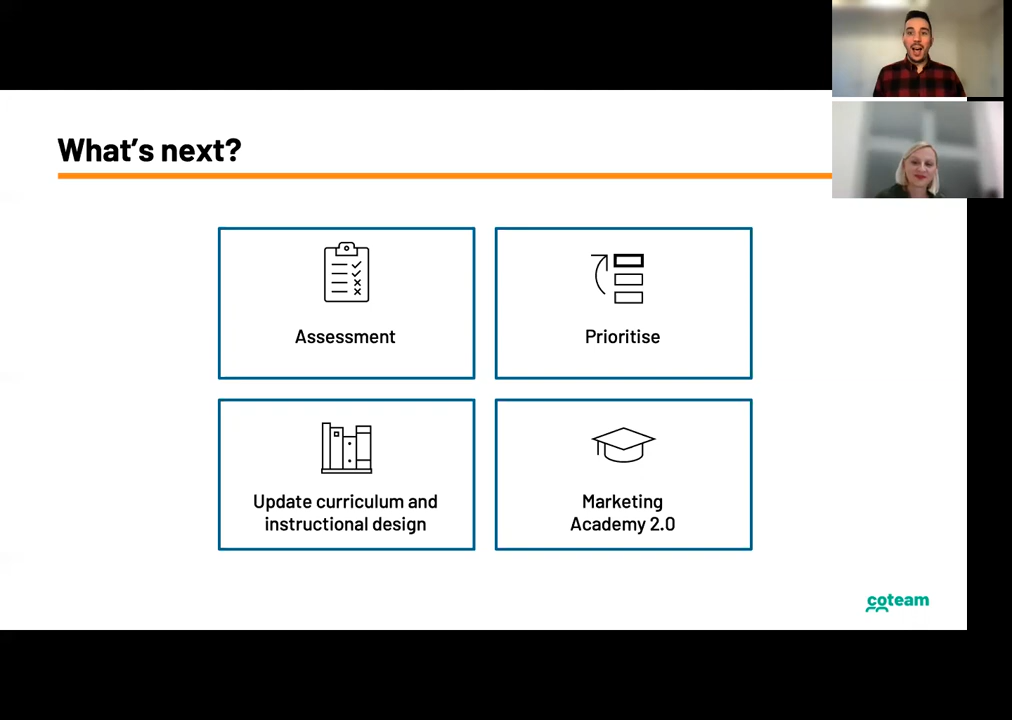 What's next?
Assessment
Prioritise
Update curriculum and
instructional design
Marketing
Academy 2.0
coteam